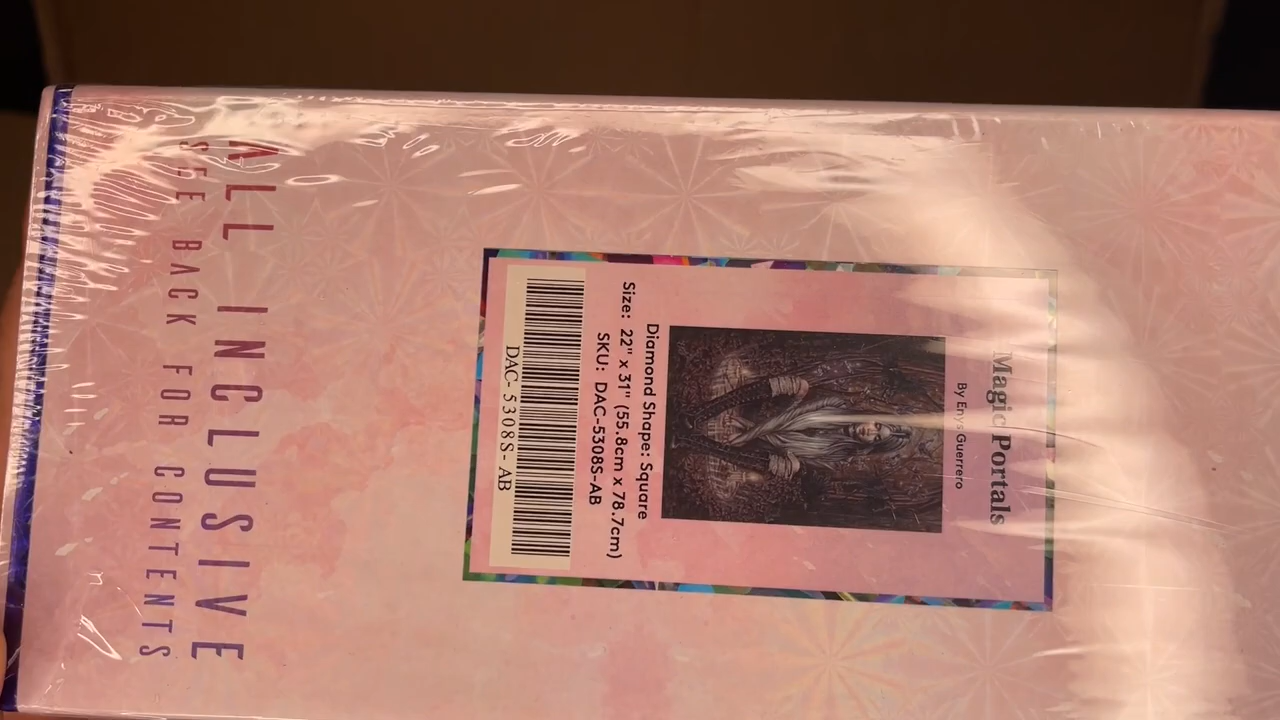 Magic Portals
By Enys Guerrero
Diamond Shape: Square
Size: 22" x 31" (55.8cm x 78.7cm)
SKU: DAC-5308S-AB
DAC-5308S-AB
ALL INCLUSIVE
SEE BACK FOR CONTENTS